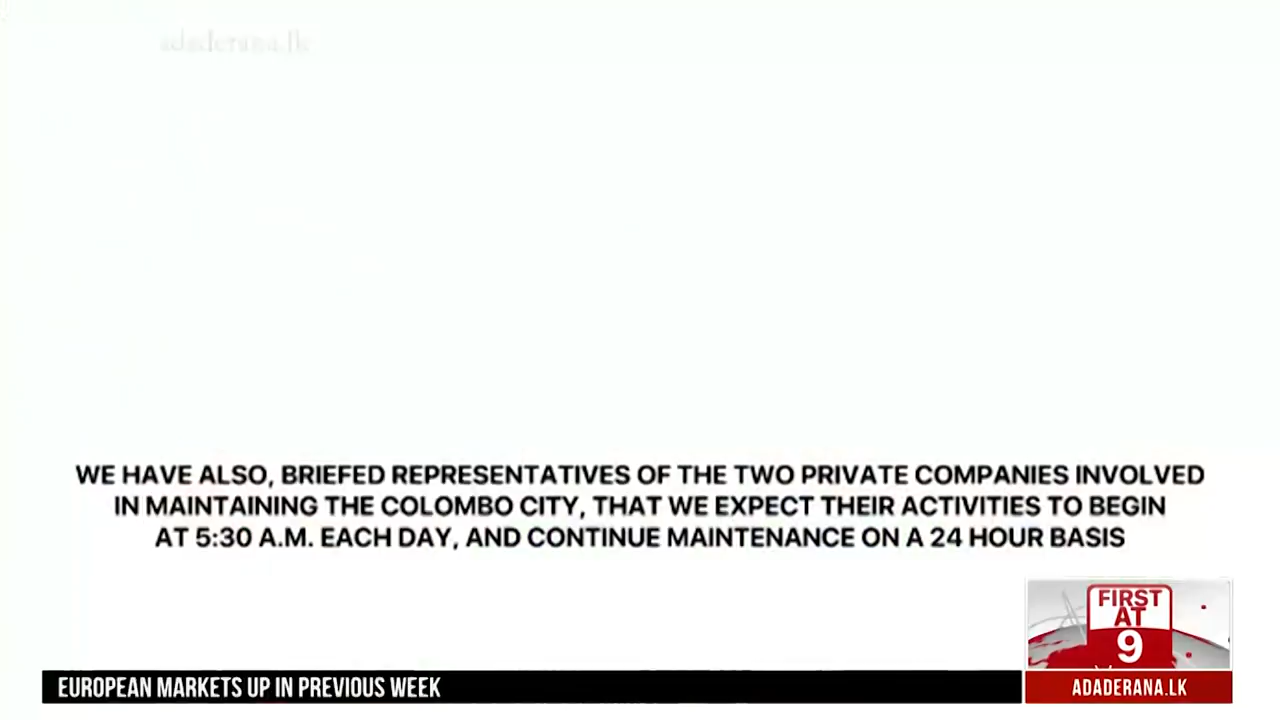 adaderana.lk
WE HAVE ALSO, BRIEFED REPRESENTATIVES OF THE TWO PRIVATE COMPANIES INVOLVED
IN MAINTAINING THE COLOMBO CITY, THAT WE EXPECT THEIR ACTIVITIES TO BEGIN
AT 5:30 A.M. EACH DAY, AND CONTINUE MAINTENANCE ON A 24 HOUR BASIS
FIRST
AT
9
EUROPEAN MARKETS UP IN PREVIOUS WEEK
ADADERANA.LK